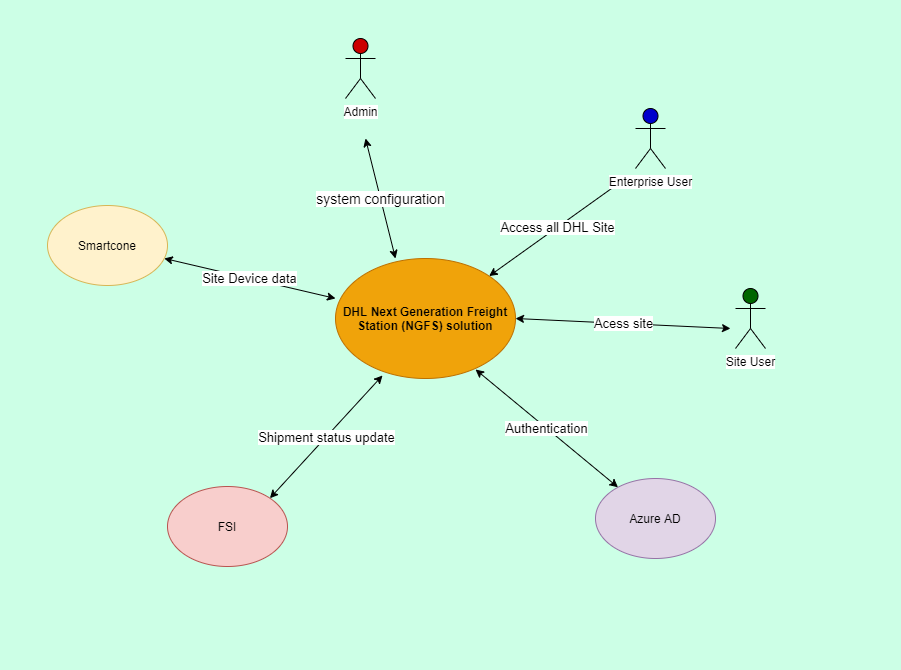 Admin
Enterprise User
system configuration
Access all DHL Site
Smartcone
Site Device data
DHL Next Generation Freight
Station (NGFS) solution
Acess site
Site User
Shipment status update
Authentication
FSI
Azure AD